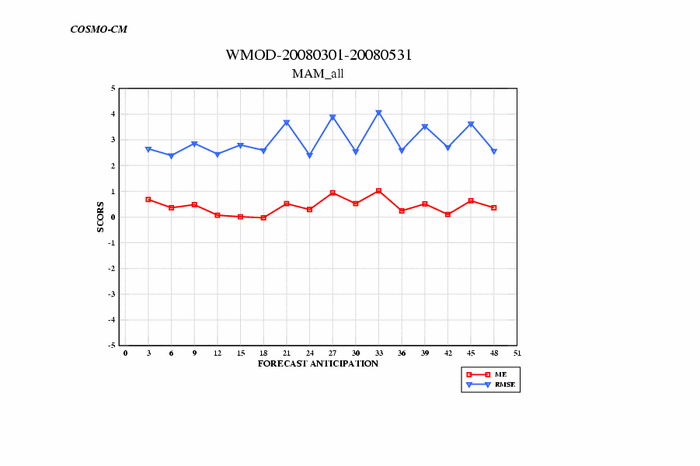 COSMO-CM
WMOD-20080301-20080531
MAM_all
5
4
3
2
1
0
-1
-2
-3
-4
-5
SCORS
0 3 6 9 12 15 18 21 24 27 30 33 36 39 42 45 48 51
FORECAST ANTICIPATION
ME
RMSE